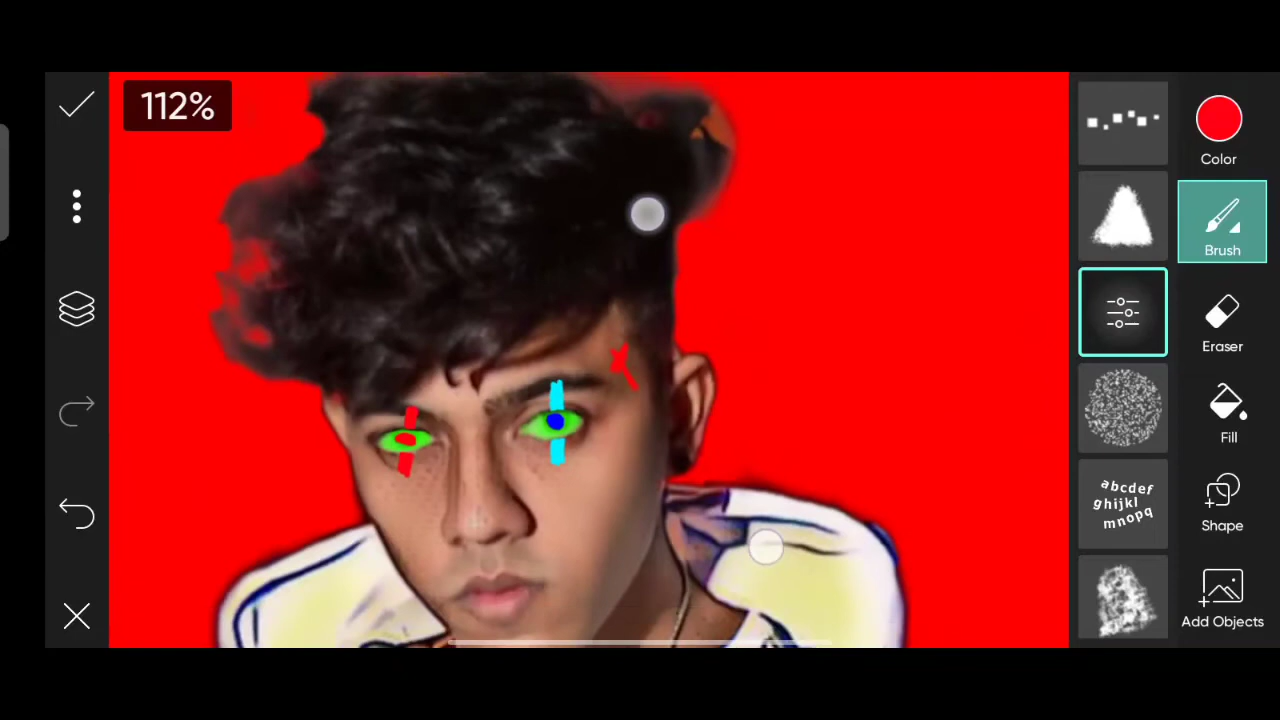 112%
Color
Brush
Eraser
Fill
abcdef
ghijkl
mnopq
Shape
Add Objects